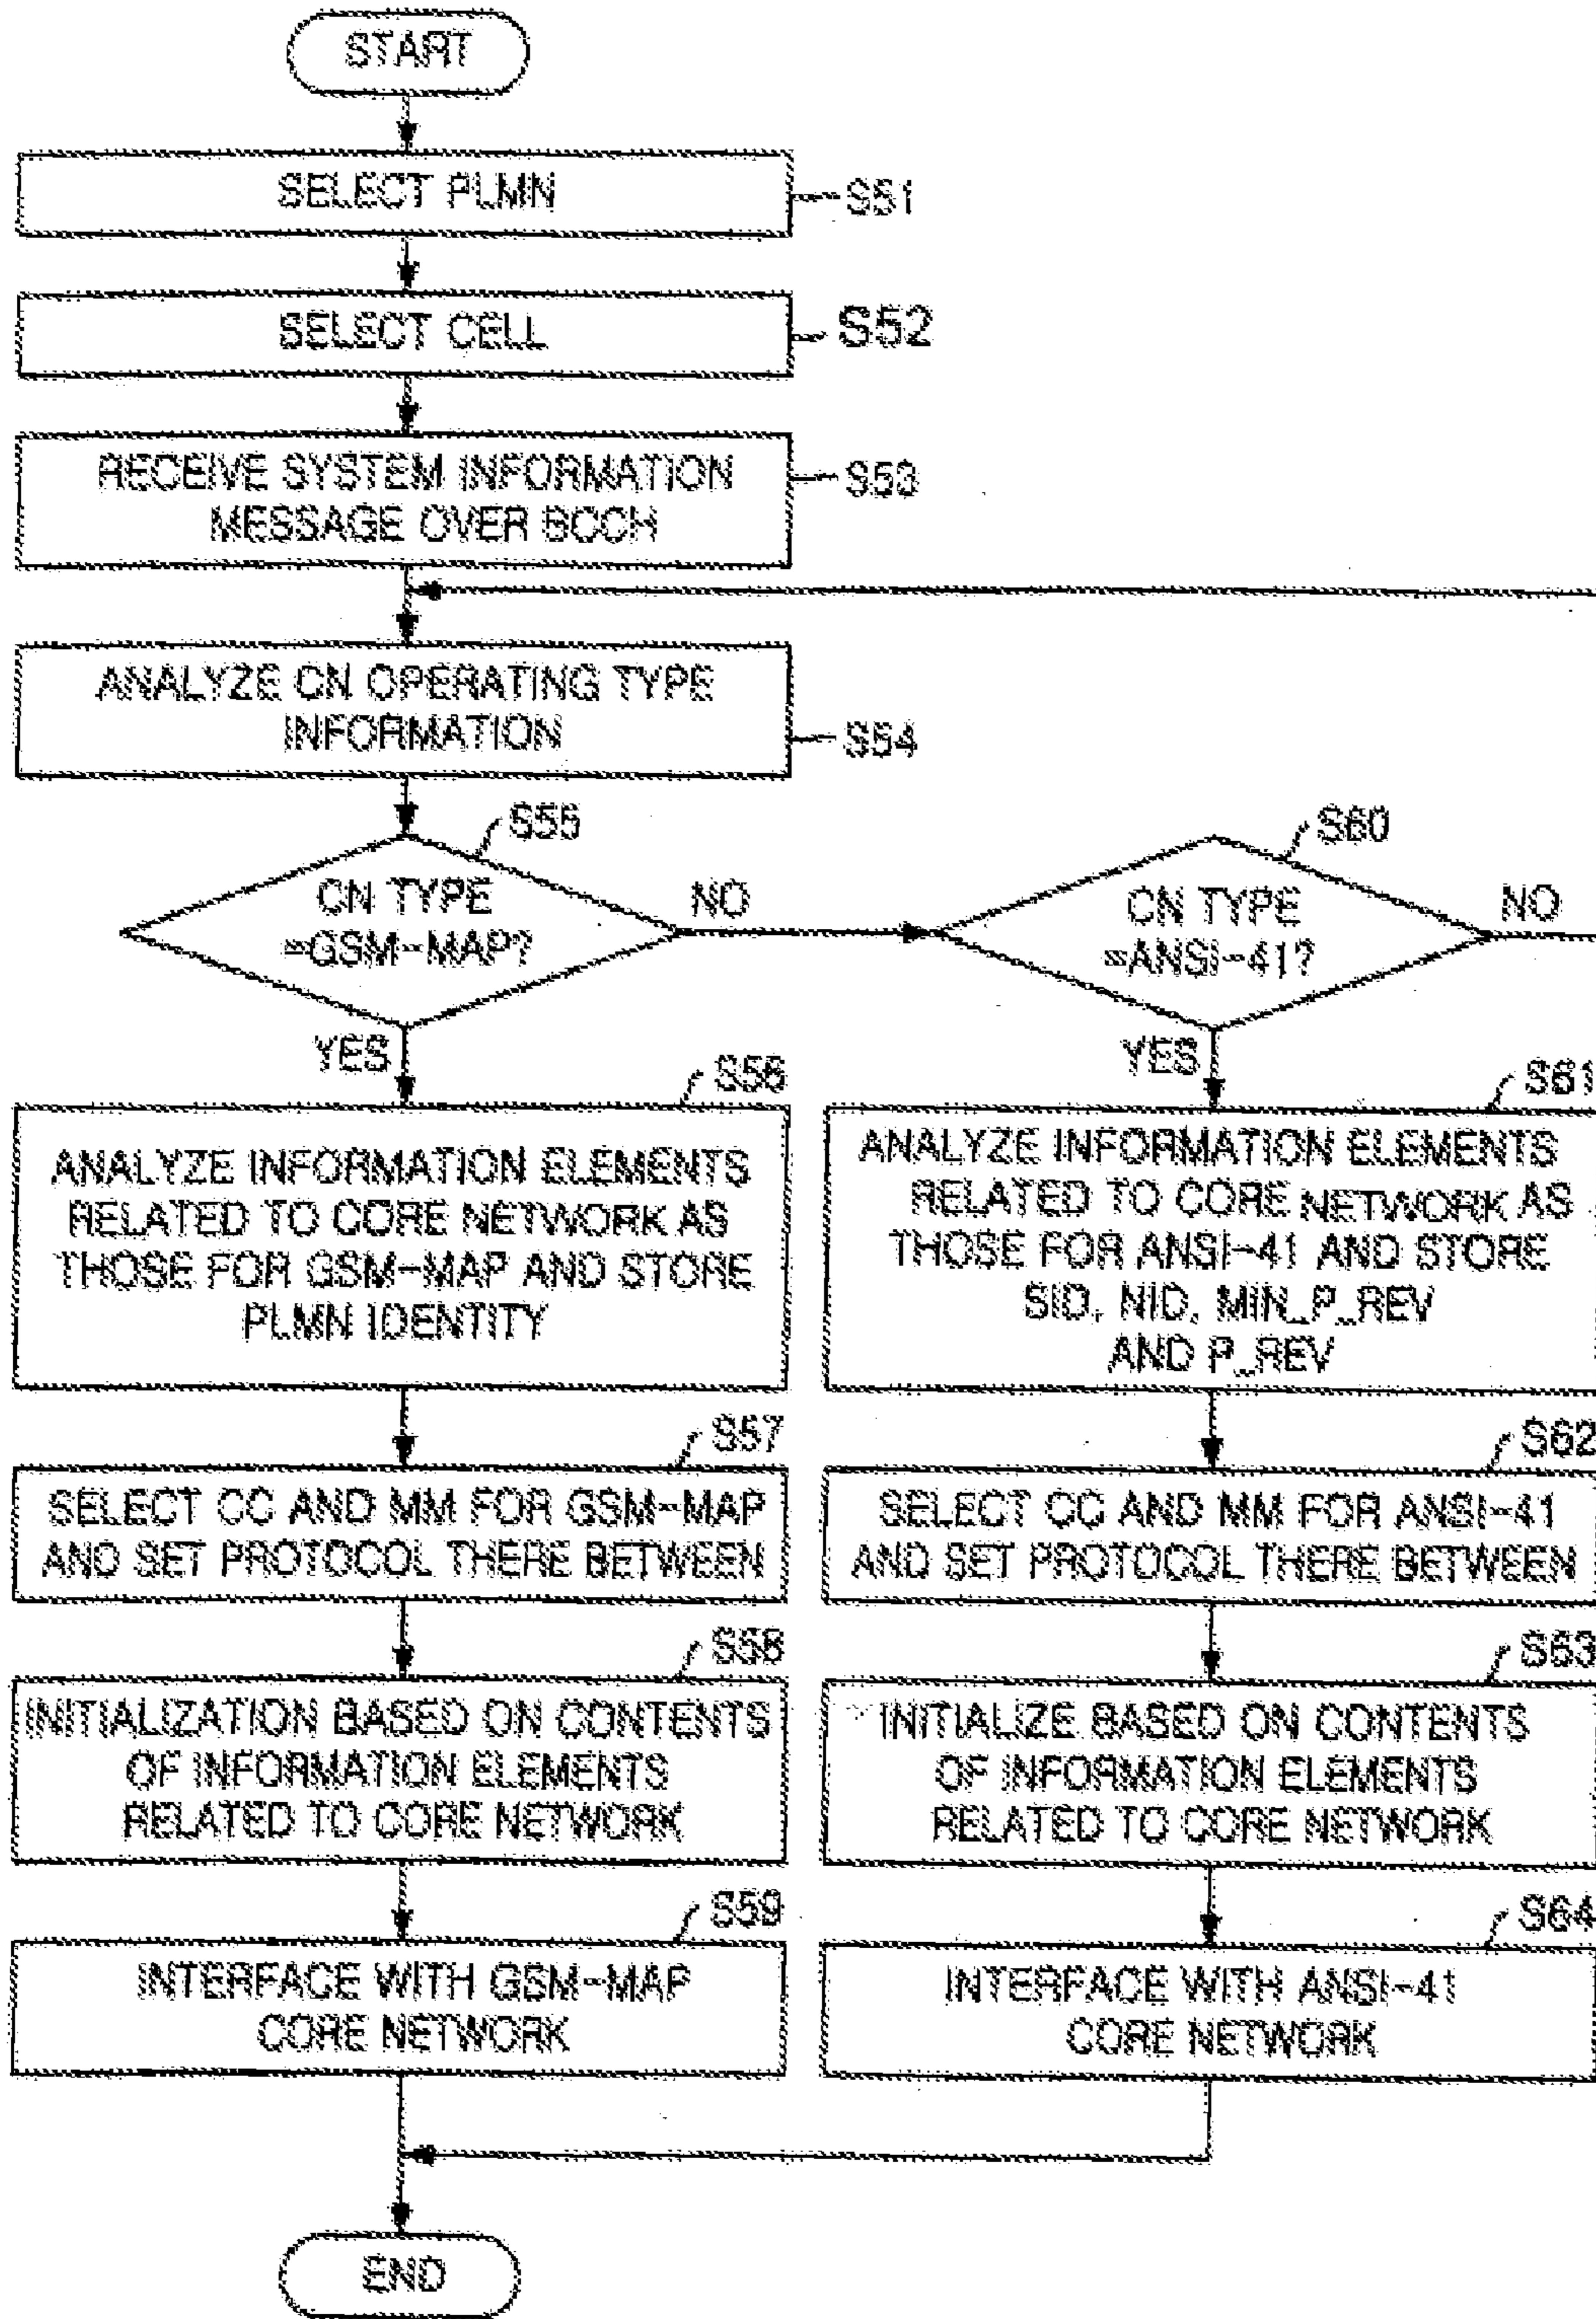 START
SELECT PLMN
S51
SELECT CELL
S52
RECEIVE SYSTEM INFORMATION
MESSAGE OVER BCCH
S53
ANALYZE CN OPERATING TYPE
INFORMATION
S54
S55
CN TYPE
=GSM-MAP?
NO
YES
S60
CN TYPE
=ANSI-41?
NO
YES
S56
ANALYZE INFORMATION ELEMENTS
RELATED TO CORE NETWORK AS
THOSE FOR GSM-MAP AND STORE
PLMN IDENTITY
S61
ANALYZE INFORMATION ELEMENTS
RELATED TO CORE NETWORK AS
THOSE FOR ANSI-41 AND STORE
SID, NID, MIN_P_REV
AND P_REV
S57
SELECT CC AND MM FOR GSM-MAP
AND SET PROTOCOL THERE BETWEEN
S62
SELECT CC AND MM FOR ANSI-41
AND SET PROTOCOL THERE BETWEEN
S58
INITIALIZATION BASED ON CONTENTS
OF INFORMATION ELEMENTS
RELATED TO CORE NETWORK
S63
INITIALIZE BASED ON CONTENTS
OF INFORMATION ELEMENTS
RELATED TO CORE NETWORK
S59
INTERFACE WITH GSM-MAP
CORE NETWORK
S64
INTERFACE WITH ANSI-41
CORE NETWORK
END